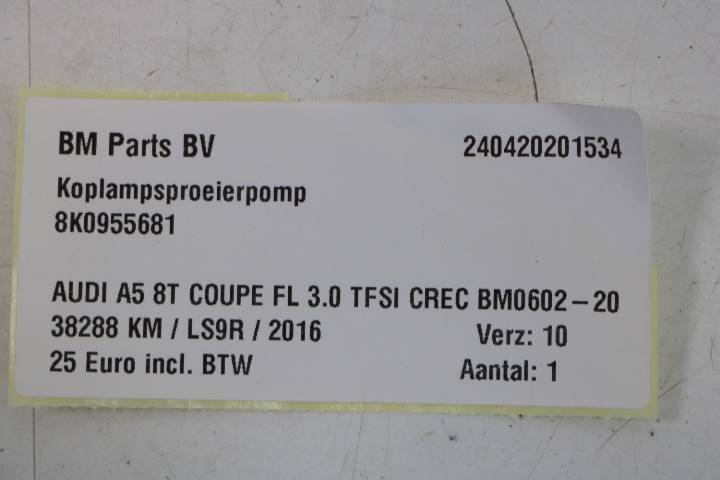 BM Parts BV 240420201534
Koplampsproeierpomp
8K0955681
AUDI A5 8T COUPE FL 3.0 TFSI CREC BM0602-20
38288 KM / LS9R / 2016 Verz: 10
25 Euro incl. BTW Aantal: 1